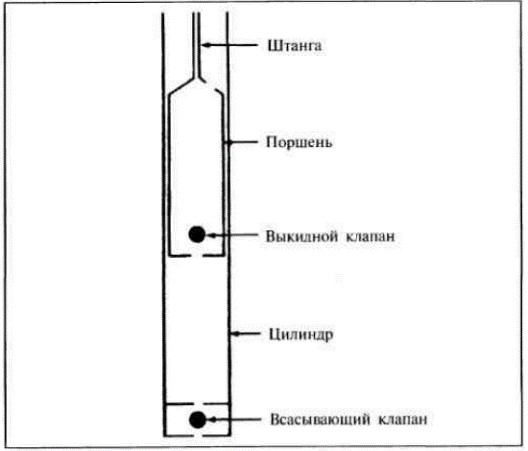 Штанга
Поршень
Выкидной клапан
Цилиндр
Всасывающий клапан